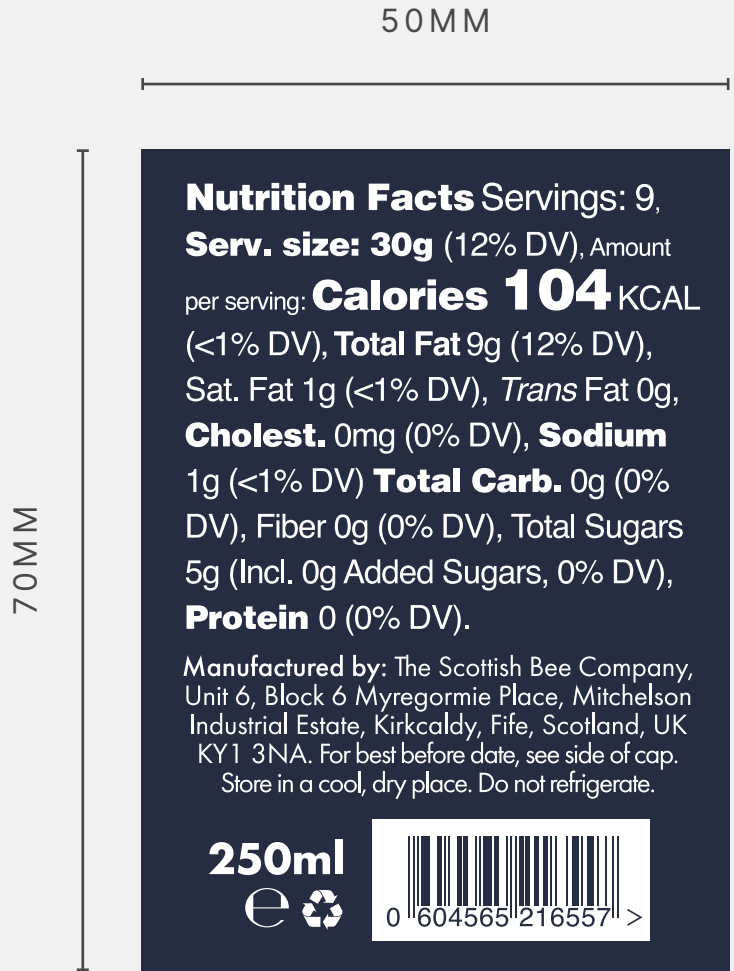 50MM
70MM
Nutrition Facts Servings: 9,
Serv. size: 30g (12% DV), Amount
per serving: Calories 104 KCAL
(<1% DV), Total Fat 9g (12% DV),
Sat. Fat 1g (<1% DV), Trans Fat 0g,
Cholest. 0mg (0% DV), Sodium
1g (<1% DV) Total Carb. 0g (0%
DV), Fiber 0g (0% DV), Total Sugars
5g (Incl. 0g Added Sugars, 0% DV),
Protein 0 (0% DV).
Manufactured by: The Scottish Bee Company,
Unit 6, Block 6 Myregormie Place, Mitchelson
Industrial Estate, Kirkcaldy, Fife, Scotland, UK
KY1 3NA. For best before date, see side of cap.
Store in a cool, dry place. Do not refrigerate.
250ml
℮
0 604565 216557 >